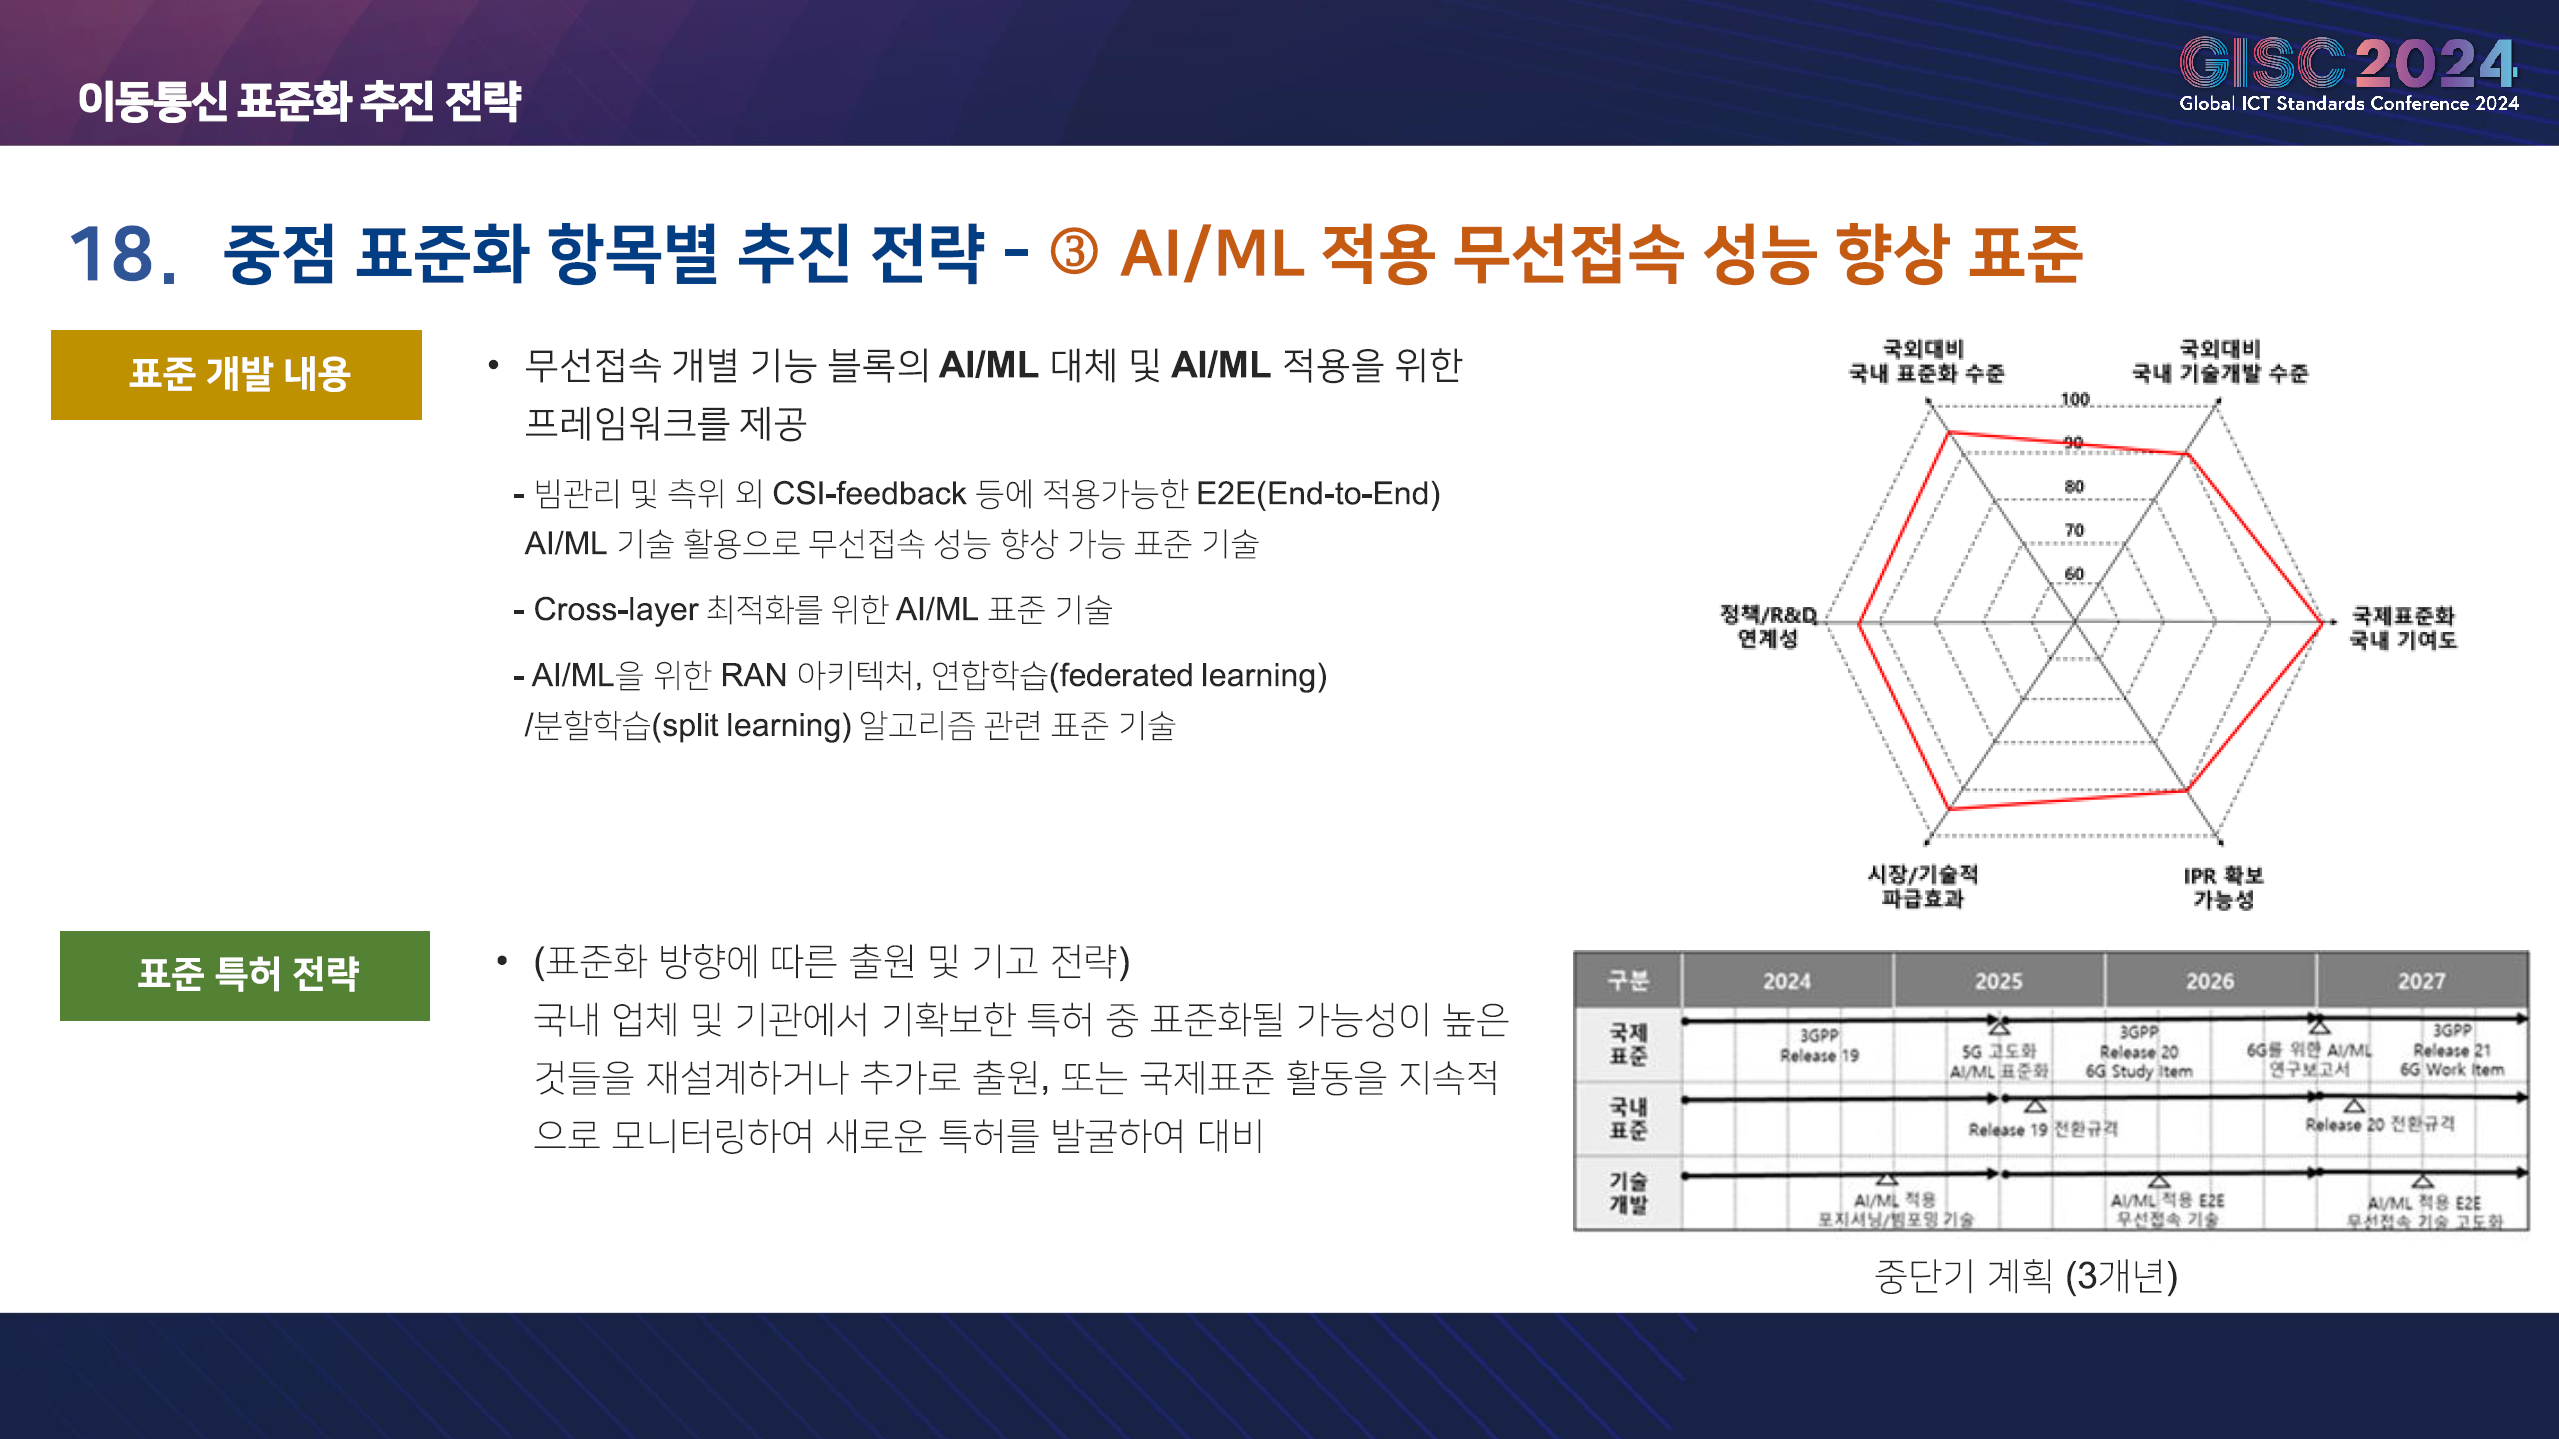 이동통신 표준화 추진 전략
GISC 2024
Global ICT Standards Conference 2024
18. 중점 표준화 항목별 추진 전략 - ③ AI/ML 적용 무선접속 성능 향상 표준
표준 개발 내용
• 무선접속 개별 기능 블록의 AI/ML 대체 및 AI/ML 적용을 위한
프레임워크를 제공
- 빔관리 및 측위 외 CSI-feedback 등에 적용가능한 E2E(End-to-End)
AI/ML 기술 활용으로 무선접속 성능 향상 가능 표준 기술
- Cross-layer 최적화를 위한 AI/ML 표준 기술
- AI/ML을 위한 RAN 아키텍처, 연합학습(federated learning)
/분할학습(split learning) 알고리즘 관련 표준 기술
국외대비
국내 표준화 수준
국외대비
국내 기술개발 수준
100
90
80
70
60
정책/R&D
연계성
국제표준화
국내 기여도
시장/기술적
파급효과
IPR 확보
가능성
표준 특허 전략
• (표준화 방향에 따른 출원 및 기고 전략)
국내 업체 및 기관에서 기확보한 특허 중 표준화될 가능성이 높은
것들을 재설계하거나 추가로 출원, 또는 국제표준 활동을 지속적
으로 모니터링하여 새로운 특허를 발굴하여 대비
구분 2024 2025 2026 2027
국제
표준
3GPP
Release 19
5G 고도화
AI/ML 표준화
3GPP
Release 20
6G Study Item
6G를 위한 AI/ML
연구보고서
3GPP
Release 21
6G Work Item
국내
표준
Release 19 전환규격
Release 20 전환규격
기술
개발
AI/ML 적용
포지셔닝/빔포밍 기술
AI/ML 적용 E2E
무선접속 기술
AI/ML 적용 E2E
무선접속 기술 고도화
중단기 계획 (3개년)